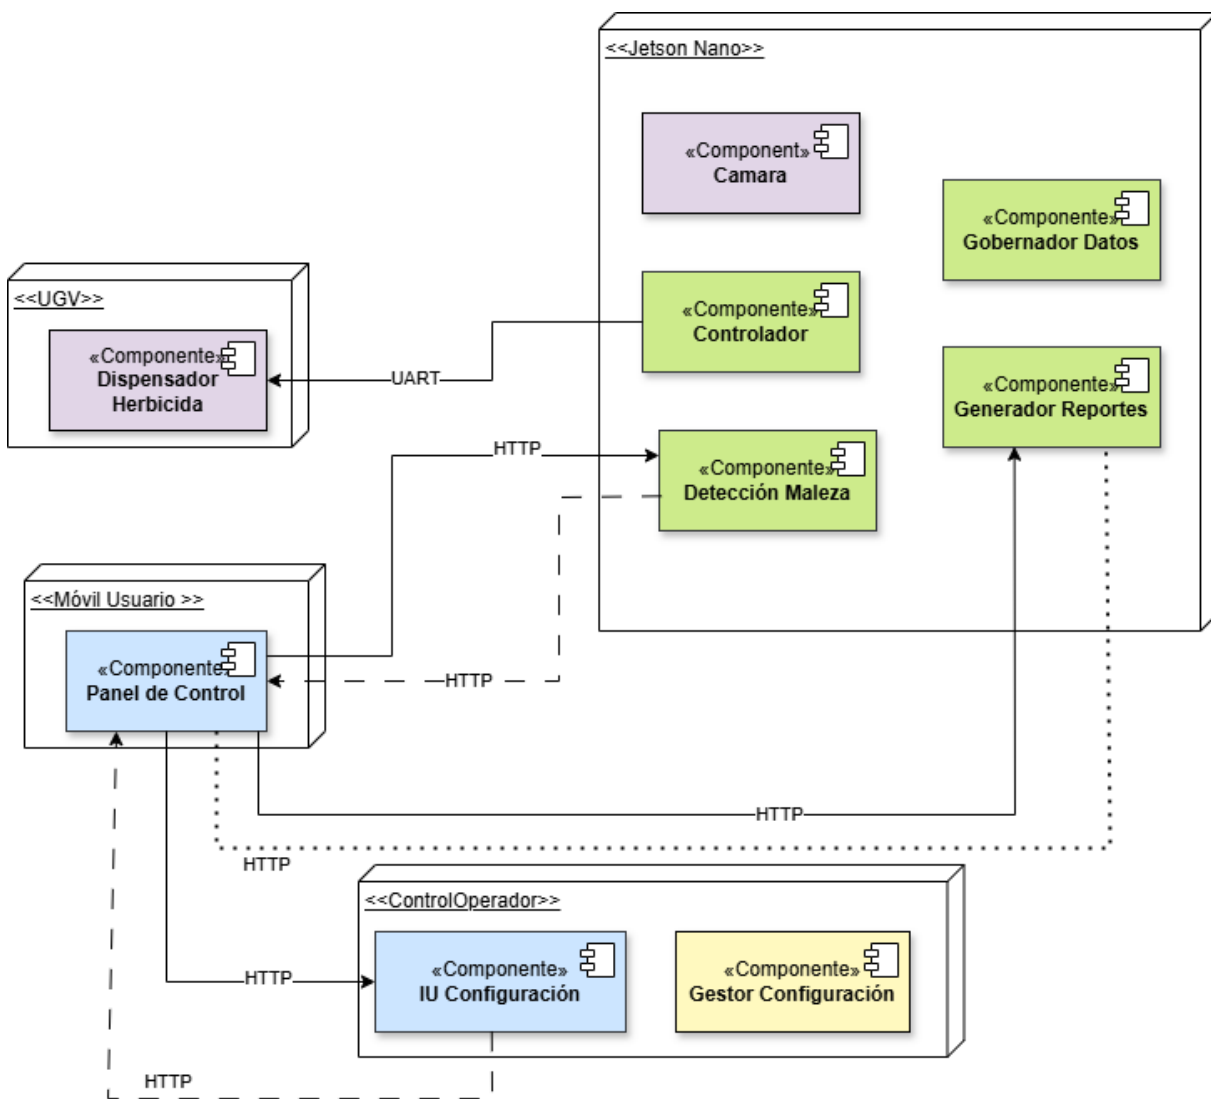 <<Jetson Nano>>
«Component»
Camara
«Componente»
Gobernador Datos
<<UGV>>
«Componente»
Dispensador
Herbicida
«Componente»
Controlador
UART
«Componente»
Generador Reportes
HTTP
«Componente»
Detección Maleza
<<Móvil Usuario >>
«Componente»
Panel de Control
HTTP
HTTP
HTTP
<<ControlOperador>>
«Componente»
IU Configuración
«Componente»
Gestor Configuración
HTTP
HTTP